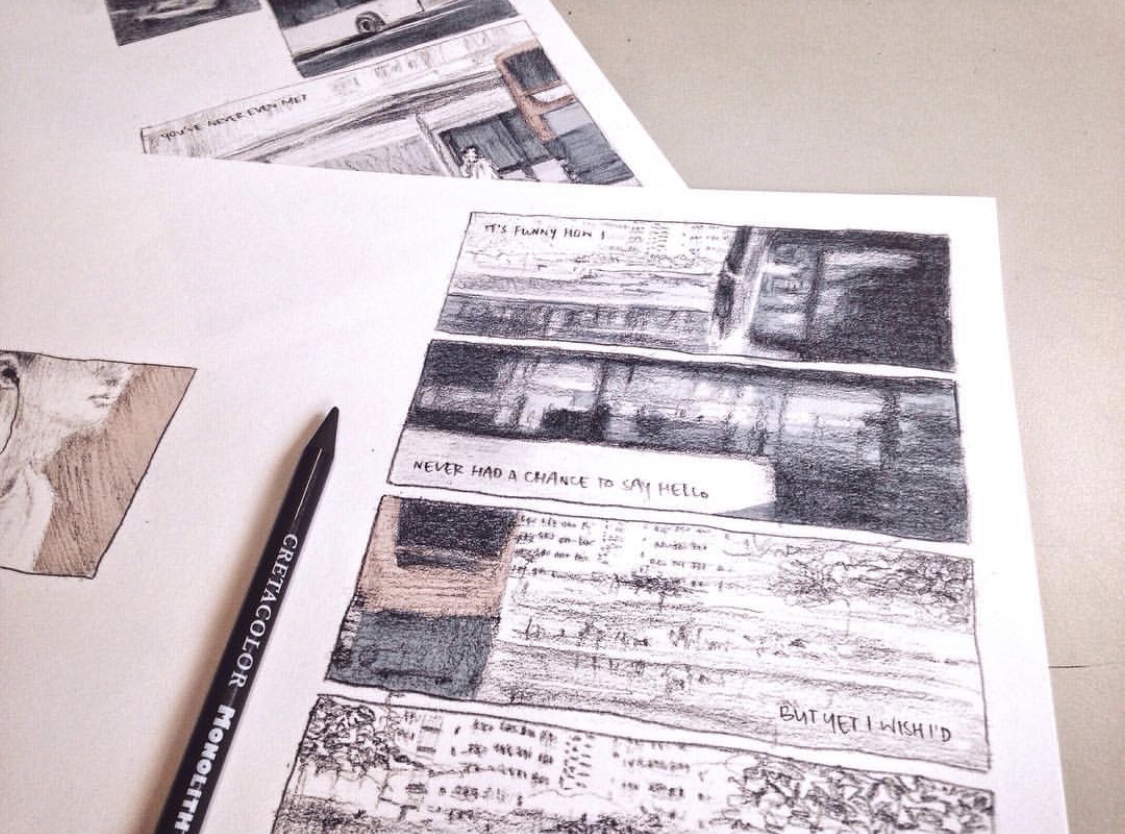 YOU'VE NEVER EVEN MET
IT'S FUNNY HOW I
NEVER HAD A CHANCE TO SAY HELLO
BUT YET I WISH I'D
CRETACOLOR MONOLITH